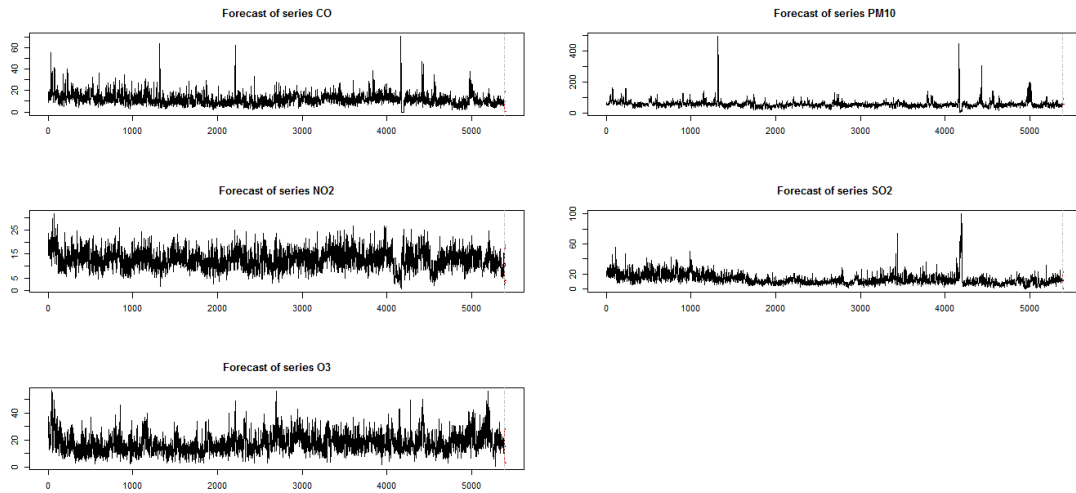 Forecast of series CO
0 20 40 60
0 1000 2000 3000 4000 5000
Forecast of series PM10
0 200 400
0 1000 2000 3000 4000 5000
Forecast of series NO2
0 5 15 25
0 1000 2000 3000 4000 5000
Forecast of series SO2
0 20 60 100
0 1000 2000 3000 4000 5000
Forecast of series O3
0 20 40
0 1000 2000 3000 4000 5000